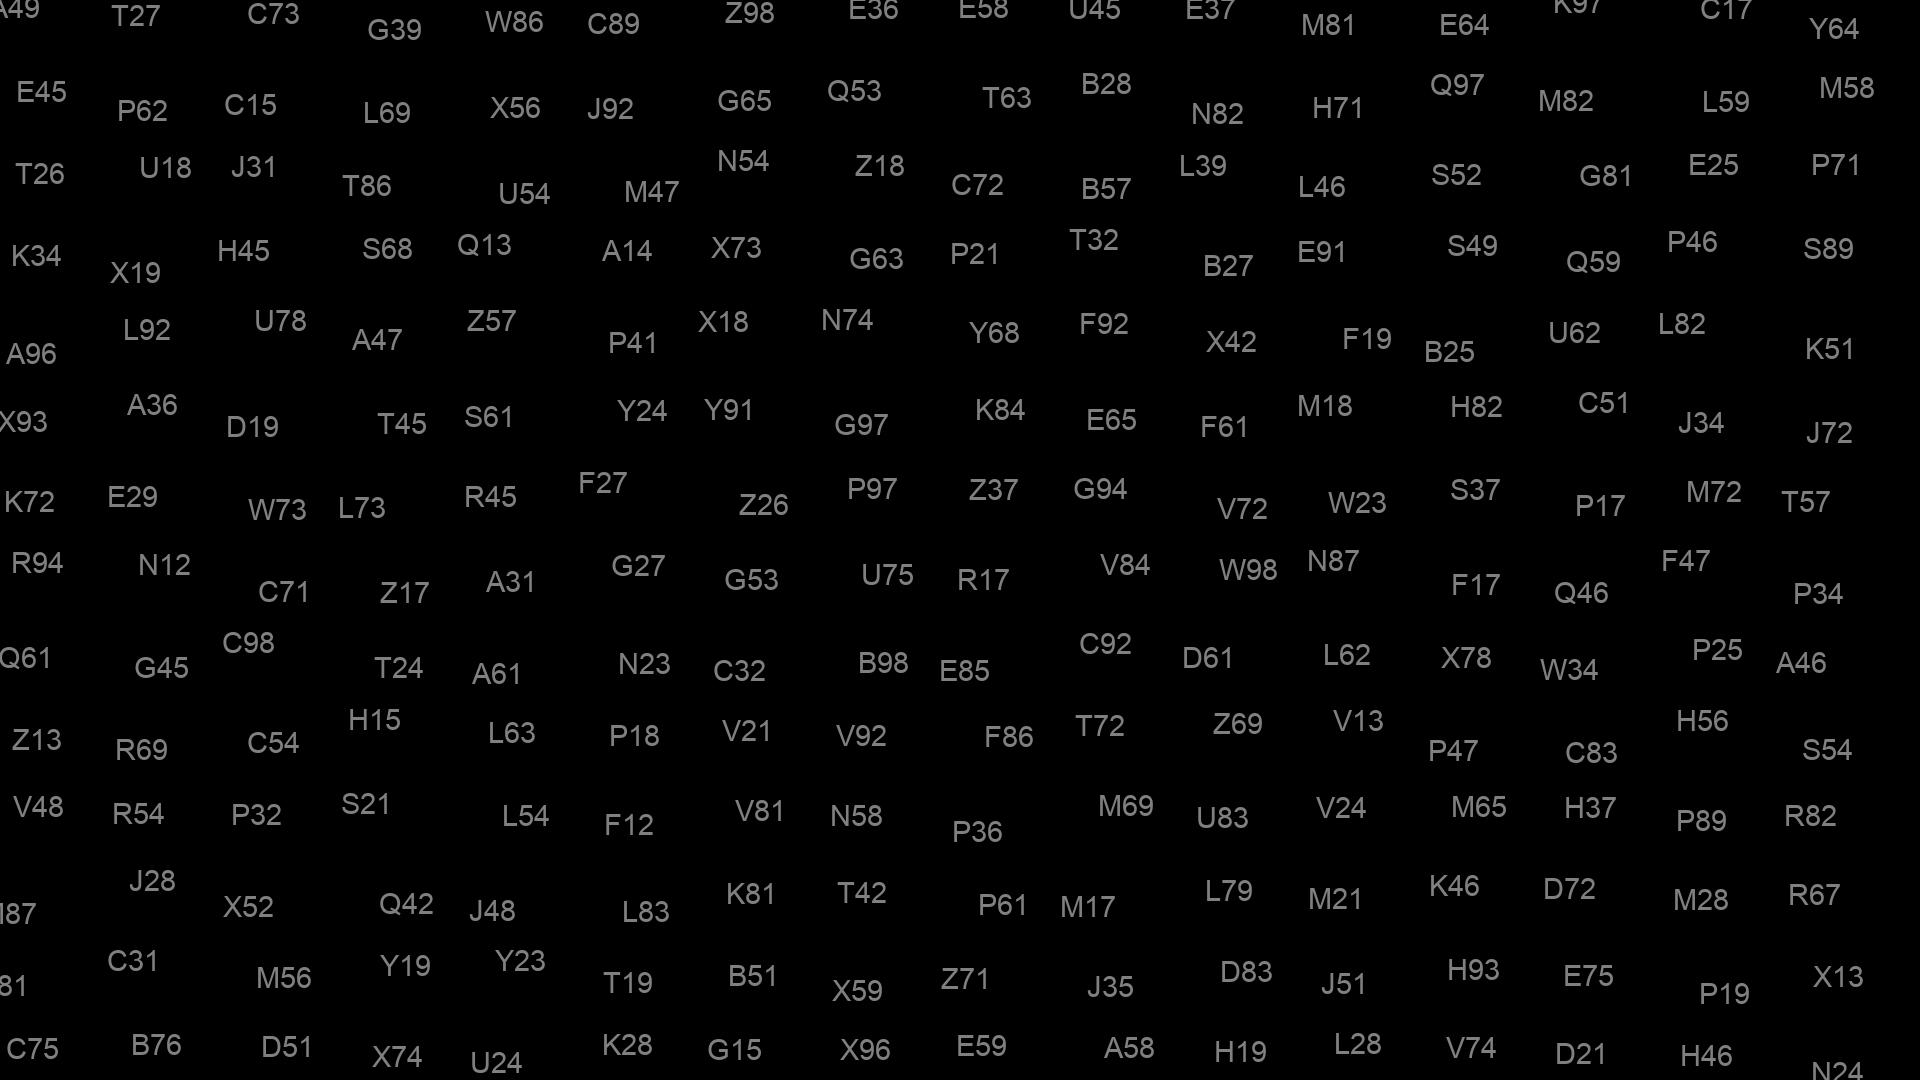 A49 T27 C73 G39 W86 C89 Z98 E36 E58 U45 E37 M81 E64 K97 C17 Y64
E45 P62 C15 L69 X56 J92 G65 Q53 T63 B28 N82 H71 Q97 M82 L59 M58
T26 U18 J31 T86 U54 M47 N54 Z18 C72 B57 L39 L46 S52 G81 E25 P71
K34 X19 H45 S68 Q13 A14 X73 G63 P21 T32 B27 E91 S49 Q59 P46 S89
A96 L92 U78 A47 Z57 P41 X18 N74 Y68 F92 X42 F19 B25 U62 L82 K51
X93 A36 D19 T45 S61 Y24 Y91 G97 K84 E65 F61 M18 H82 C51 J34 J72
K72 E29 W73 L73 R45 F27 Z26 P97 Z37 G94 V72 W23 S37 P17 M72 T57
R94 N12 C71 Z17 A31 G27 G53 U75 R17 V84 W98 N87 F17 Q46 F47 P34
Q61 G45 C98 T24 A61 N23 C32 B98 E85 C92 D61 L62 X78 W34 P25 A46
Z13 R69 C54 H15 L63 P18 V21 V92 F86 T72 Z69 V13 P47 C83 H56 S54
V48 R54 P32 S21 L54 F12 V81 N58 P36 M69 U83 V24 M65 H37 P89 R82
J28 X52 Q42 J48 L83 K81 T42 P61 M17 L79 M21 K46 D72 M28 R67
C31 M56 Y19 Y23 T19 B51 X59 Z71 J35 D83 J51 H93 E75 P19 X13
C75 B76 D51 X74 U24 K28 G15 X96 E59 A58 H19 L28 V74 D21 H46 N24